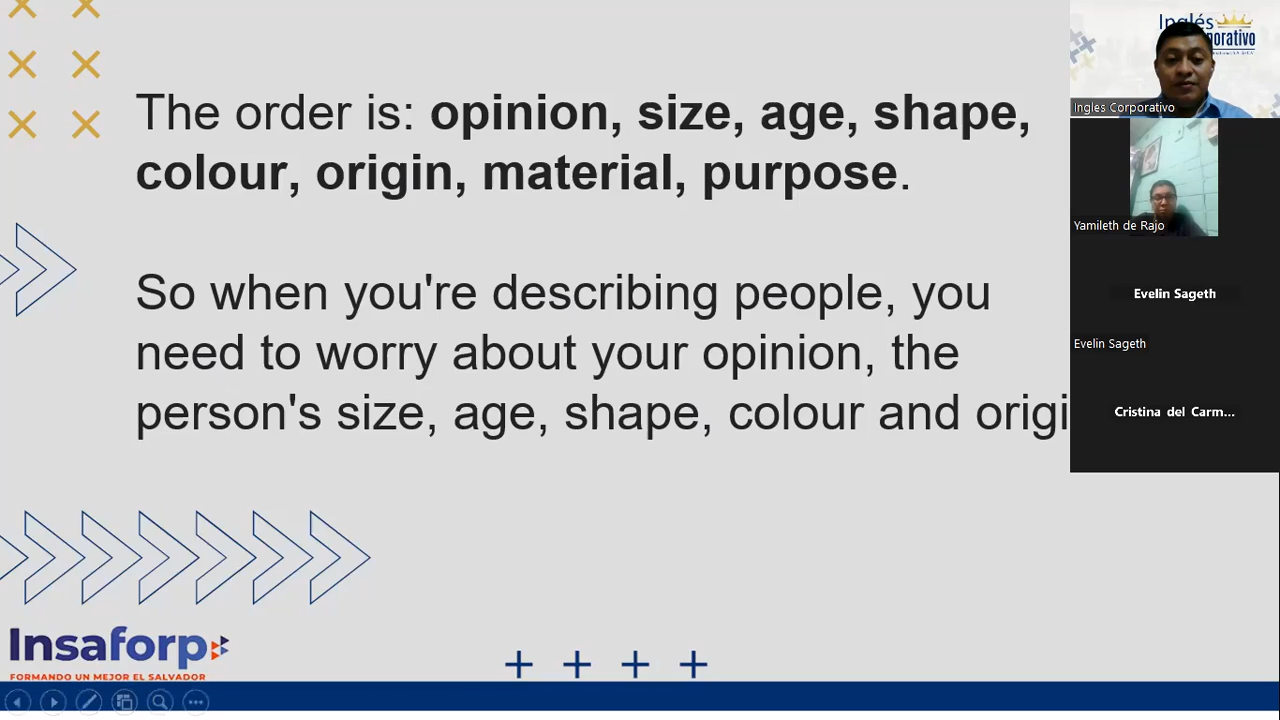 The order is: opinion, size, age, shape,
colour, origin, material, purpose.
So when you're describing people, you
need to worry about your opinion, the
person's size, age, shape, colour and origi
Insaforp
FORMANDO UN MEJOR EL SALVADOR
Inglés
Ingles Corporativo
Yamileth de Rajo
Evelin Sageth
Evelin Sageth
Cristina del Carm...